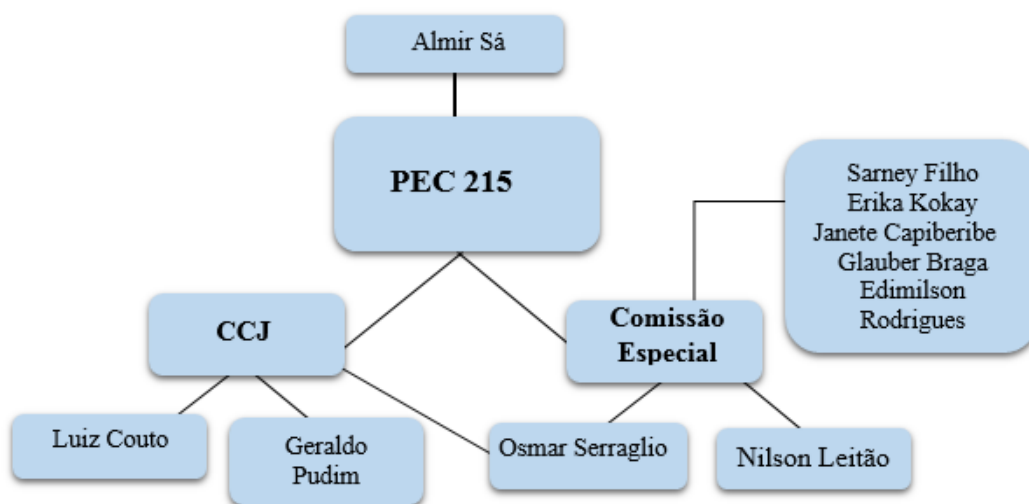 Almir Sá
PEC 215
Sarney Filho
Erika Kokay
Janete Capiberibe
Glauber Braga
Edimilson
Rodrigues
CCJ
Comissão
Especial
Luiz Couto
Geraldo
Pudim
Osmar Serraglio
Nilson Leitão